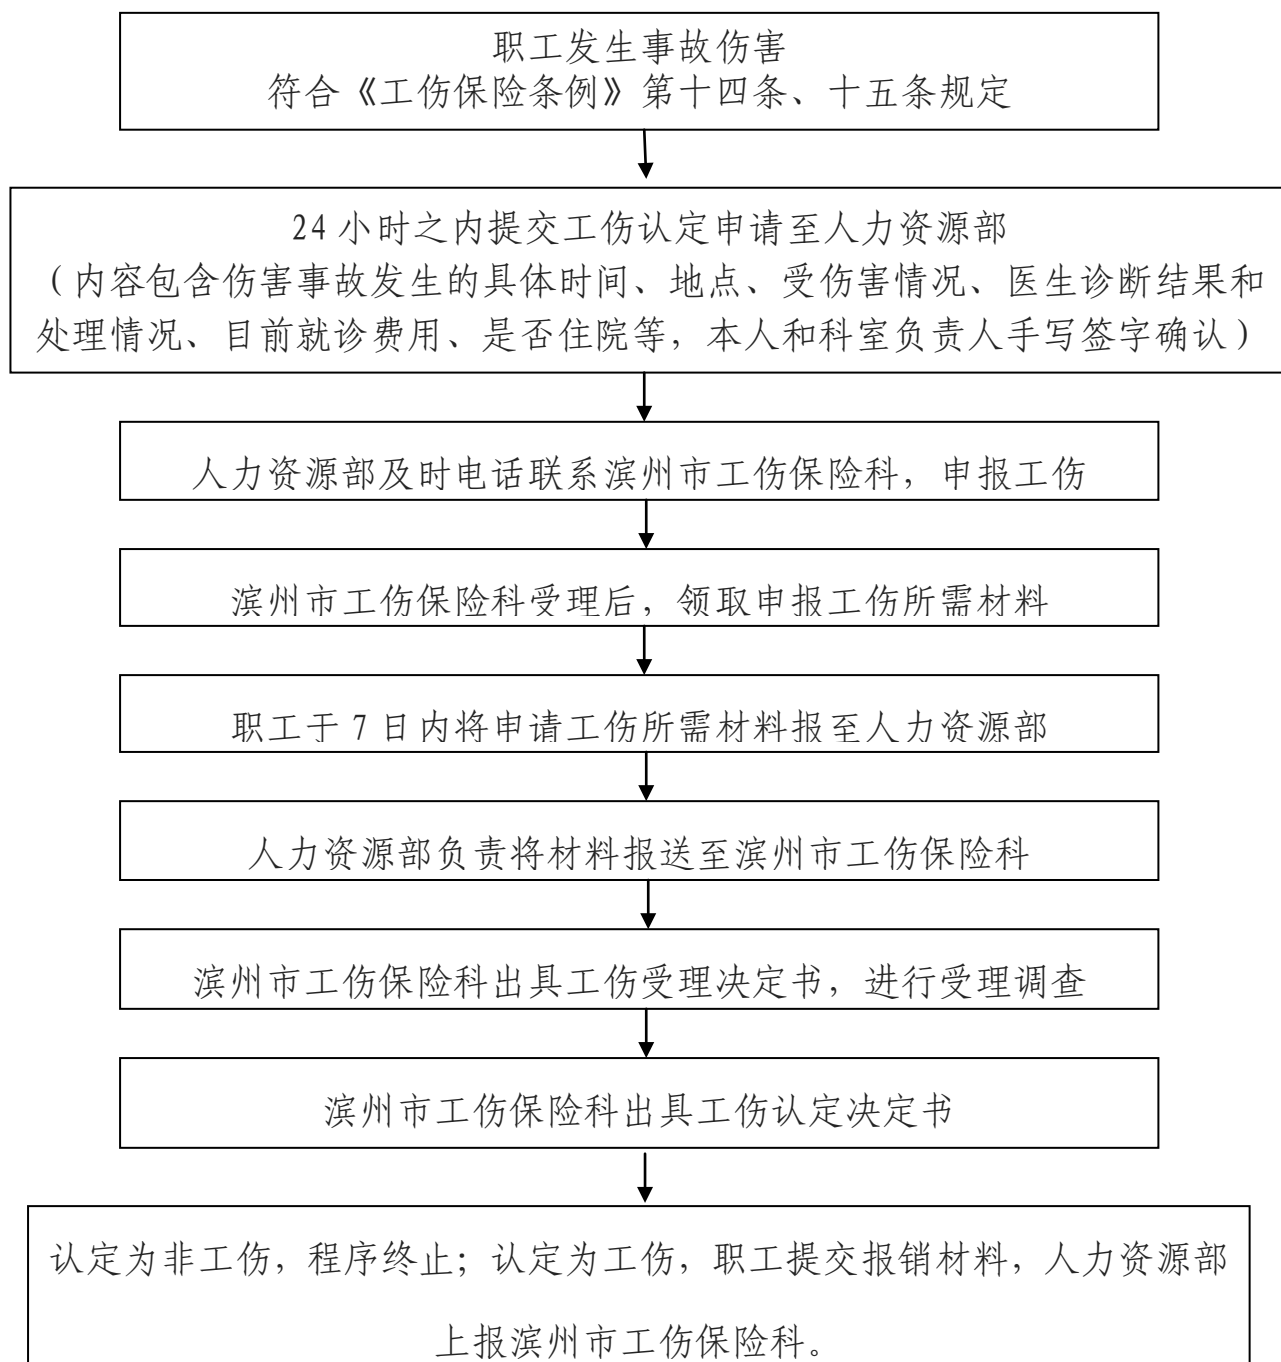 职工发生事故伤害
符合《工伤保险条例》第十四条、十五条规定
24 小时之内提交工伤认定申请至人力资源部
（内容包含伤害事故发生的具体时间、地点、受伤害情况、医生诊断结果和
处理情况、目前就诊费用、是否住院等，本人和科室负责人手写签字确认）
人力资源部及时电话联系滨州市工伤保险科，申报工伤
滨州市工伤保险科受理后，领取申报工伤所需材料
职工于 7 日内将申请工伤所需材料报至人力资源部
人力资源部负责将材料报送至滨州市工伤保险科
滨州市工伤保险科出具工伤受理决定书，进行受理调查
滨州市工伤保险科出具工伤认定决定书
认定为非工伤，程序终止；认定为工伤，职工提交报销材料，人力资源部
上报滨州市工伤保险科。